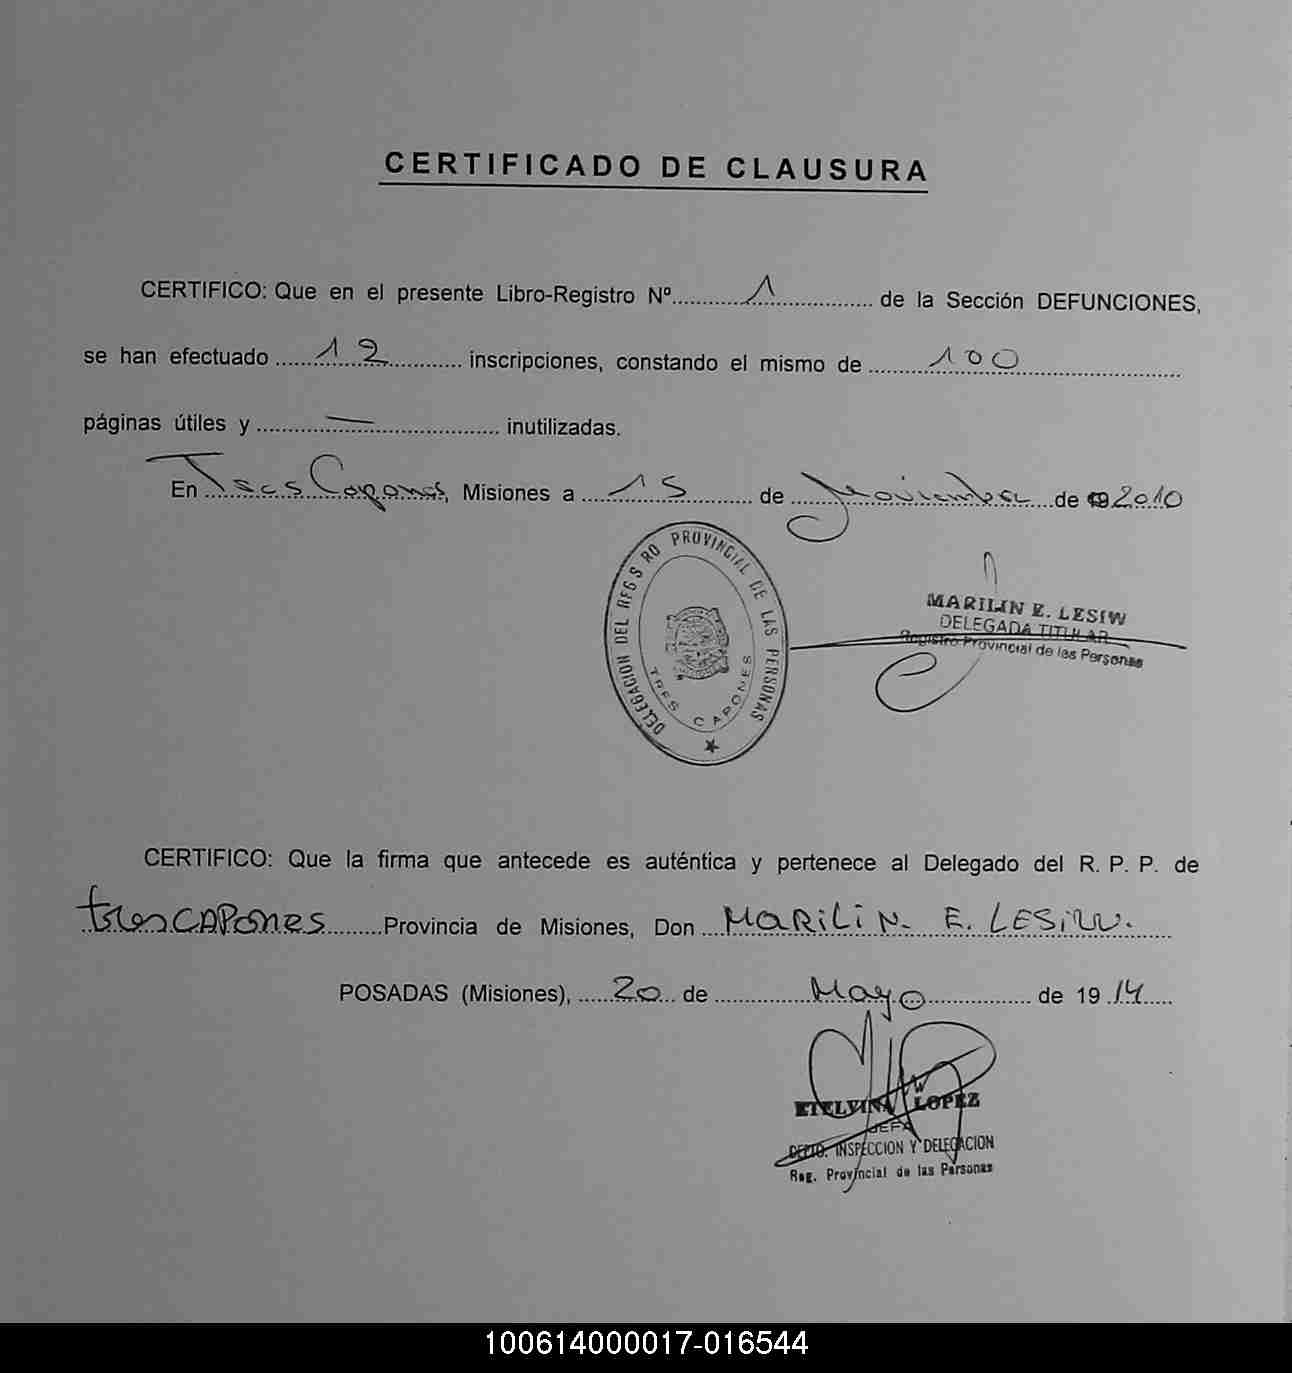 CERTIFICADO DE CLAUSURA
CERTIFICO: Que en el presente Libro-Registro Nº 1 de la Sección DEFUNCIONES,
se han efectuado 12 inscripciones, constando el mismo de 100
páginas útiles y — inutilizadas.
En Tres Capones, Misiones a 15 de Noviembre de 2010
DELEGACION DEL REGISTRO PROVINCIAL DE LAS PERSONAS
TRES CAPONES
MARILIN E. LESIW
DELEGADA TITULAR
Registro Provincial de las Personas
CERTIFICO: Que la firma que antecede es auténtica y pertenece al Delegado del R. P. P. de
tres CAPONES Provincia de Misiones, Don MARILIN. E. LESIW.
POSADAS (Misiones), 20 de Mayo de 19 14
ETELVINA W LOPEZ
JEFA
DEPTO. INSPECCION Y DELEGACION
Reg. Provincial de las Personas
100614000017-016544